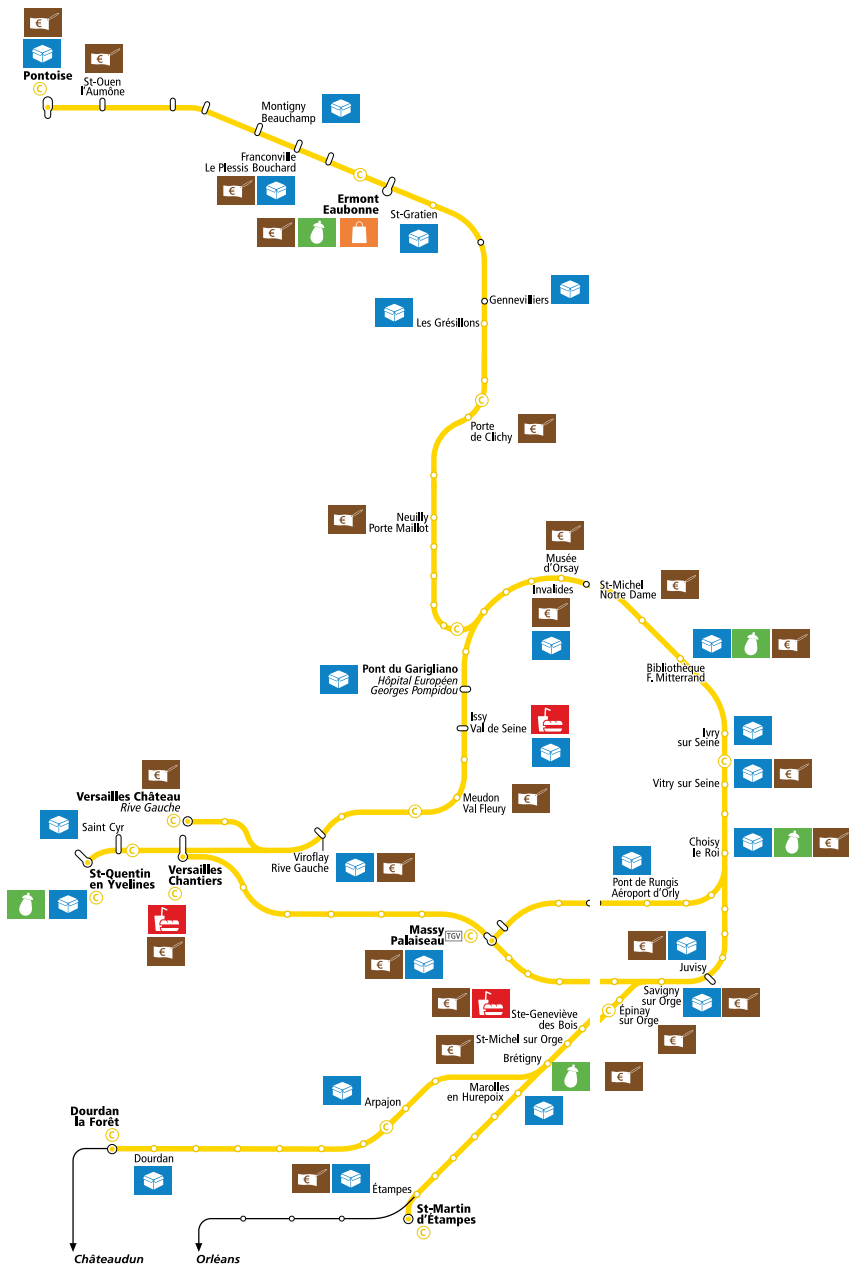 €
Pontoise
C
€
St-Ouen
l'Aumône
Montigny
Beauchamp
Franconville
Le Plessis Bouchard
€
C
Ermont
Eaubonne
€
St-Gratien
Gennevilliers
Les Grésillons
C
Porte
de Clichy
€
€
Neuilly
Porte Maillot
€
Musée
d'Orsay
Invalides
€
St-Michel
Notre Dame
€
C
€
Bibliothèque
F. Mitterrand
Pont du Garigliano
Hôpital Européen
Georges Pompidou
Issy
Val de Seine
Ivry
sur Seine
C
Vitry sur Seine
€
€
Versailles Château
Rive Gauche
C
Meudon
Val Fleury
€
C
Saint Cyr
C
St-Quentin
en Yvelines
C
Versailles
Chantiers
C
€
Viroflay
Rive Gauche
€
Choisy
le Roi
€
Pont de Rungis
Aéroport d'Orly
Massy
Palaiseau
TGV
C
€
€
Juvisy
Savigny
sur Orge
€
C
Épinay
sur Orge
€
€
Ste-Geneviève
des Bois
St-Michel sur Orge
€
Brétigny
€
Marolles
en Hurepoix
Arpajon
C
Dourdan
la Forêt
C
Dourdan
€
Étampes
St-Martin
d'Étampes
C
Châteaudun
Orléans